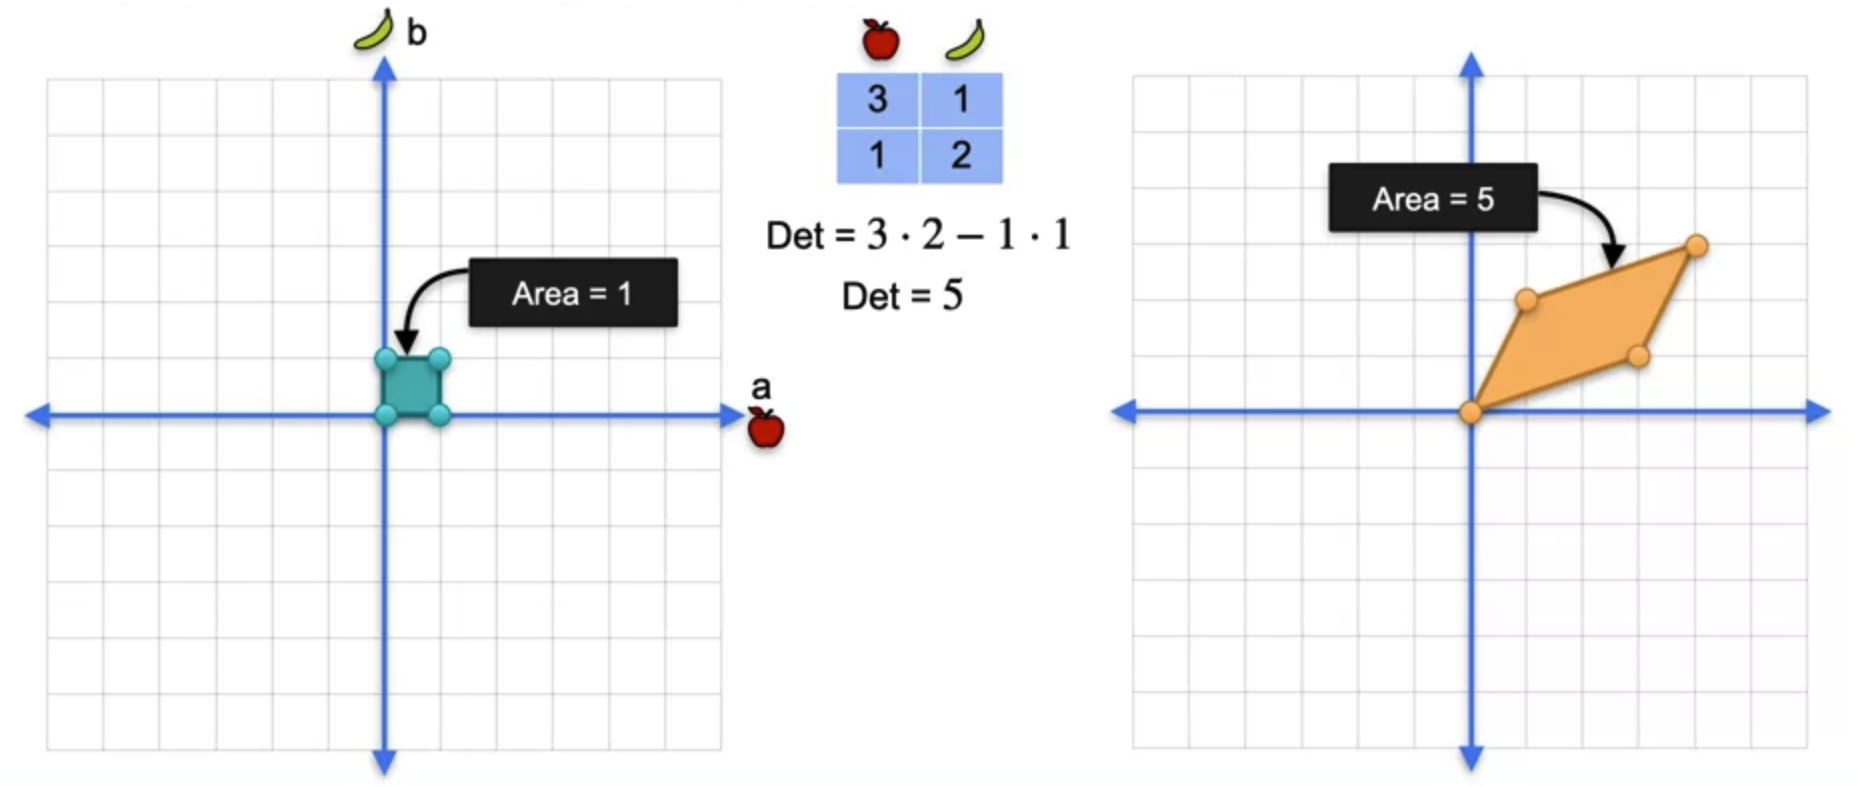 b
Area = 1
a
3 1
1 2
Det = 3 · 2 − 1 · 1
Det = 5
Area = 5